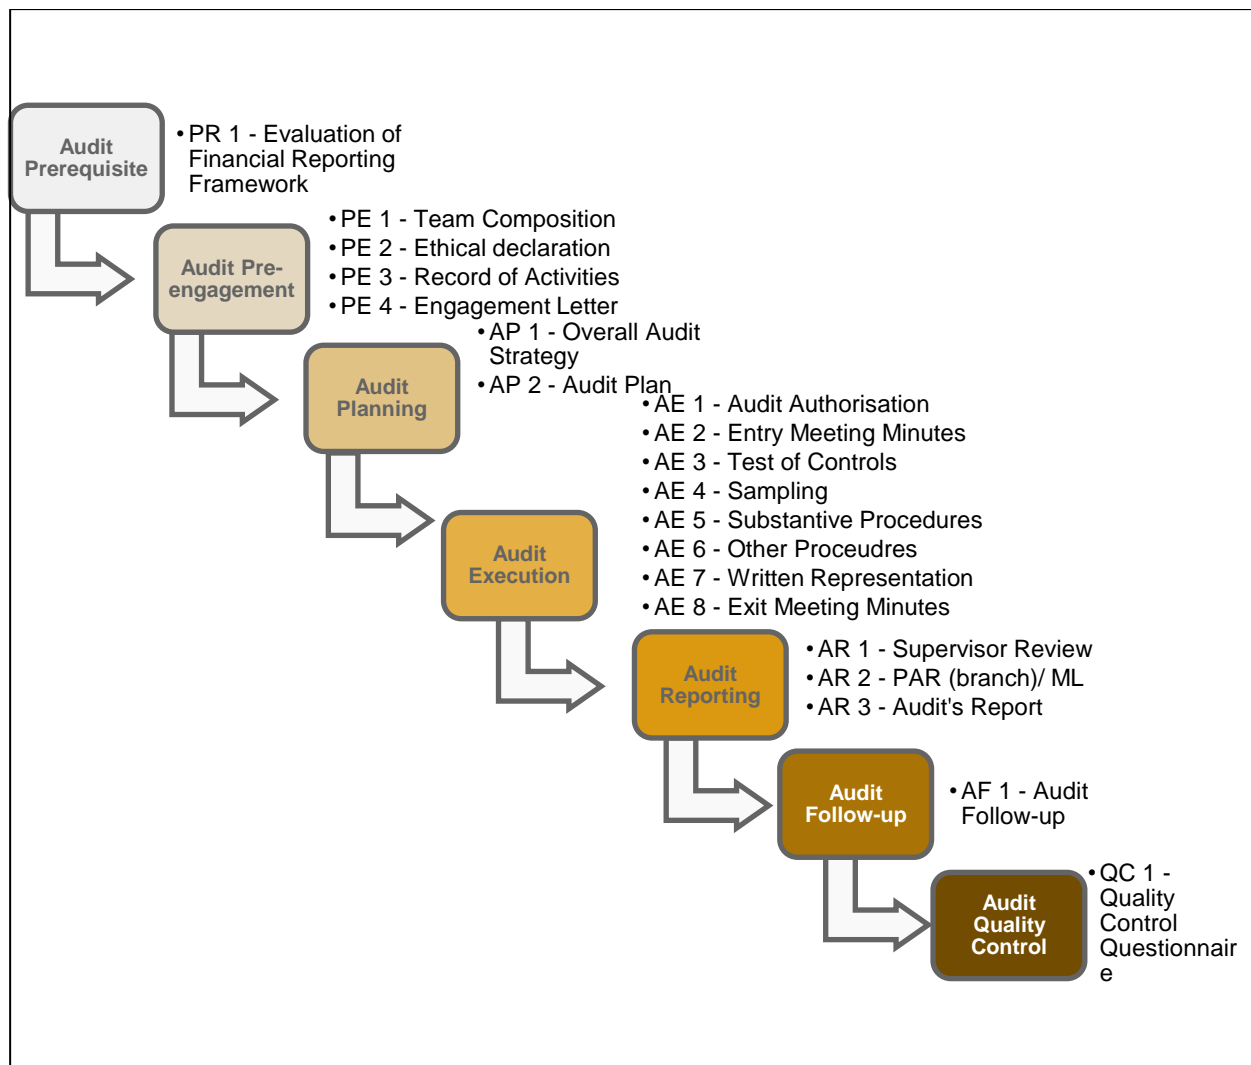 Audit
Prerequisite
• PR 1 - Evaluation of
Financial Reporting
Framework
Audit Pre-
engagement
• PE 1 - Team Composition
• PE 2 - Ethical declaration
• PE 3 - Record of Activities
• PE 4 - Engagement Letter
Audit
Planning
• AP 1 - Overall Audit
Strategy
• AP 2 - Audit Plan
Audit
Execution
• AE 1 - Audit Authorisation
• AE 2 - Entry Meeting Minutes
• AE 3 - Test of Controls
• AE 4 - Sampling
• AE 5 - Substantive Procedures
• AE 6 - Other Proceudres
• AE 7 - Written Representation
• AE 8 - Exit Meeting Minutes
Audit
Reporting
• AR 1 - Supervisor Review
• AR 2 - PAR (branch)/ ML
• AR 3 - Audit's Report
Audit
Follow-up
• AF 1 - Audit
Follow-up
Audit
Quality
Control
• QC 1 -
Quality
Control
Questionnair
e